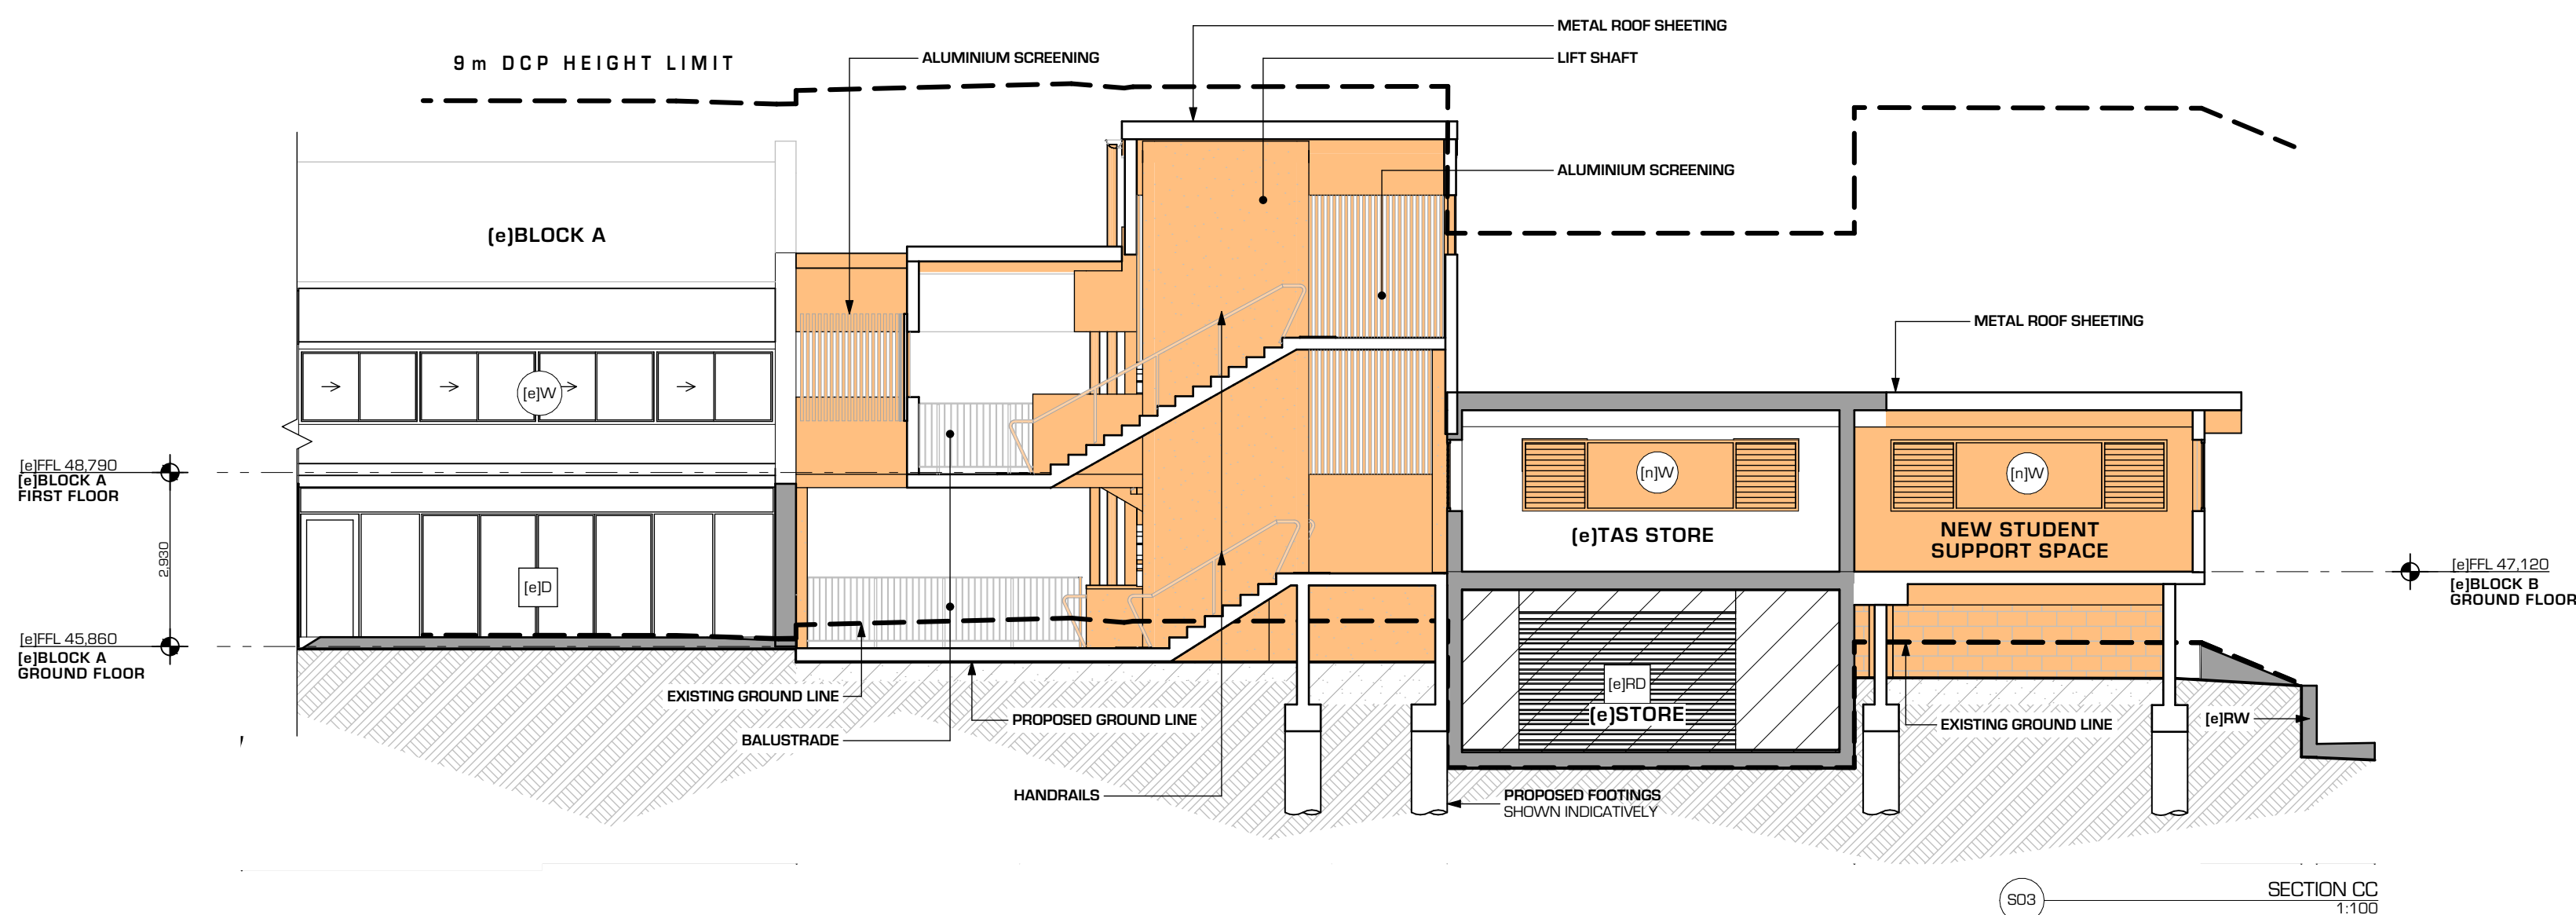 METAL ROOF SHEETING
9m DCP HEIGHT LIMIT
ALUMINIUM SCREENING
LIFT SHAFT
ALUMINIUM SCREENING
(e)BLOCK A
METAL ROOF SHEETING
[e]W
[e]FFL 48,790
[e]BLOCK A
FIRST FLOOR
[n]W
[n]W
(e)TAS STORE
NEW STUDENT
SUPPORT SPACE
2,930
[e]D
[e]FFL 47,120
[e]BLOCK B
GROUND FLOOR
[e]FFL 45,860
[e]BLOCK A
GROUND FLOOR
[e]RD
(e)STORE
EXISTING GROUND LINE
PROPOSED GROUND LINE
BALUSTRADE
EXISTING GROUND LINE
[e]RW
HANDRAILS
PROPOSED FOOTINGS
SHOWN INDICATIVELY
S03
SECTION CC
1:100